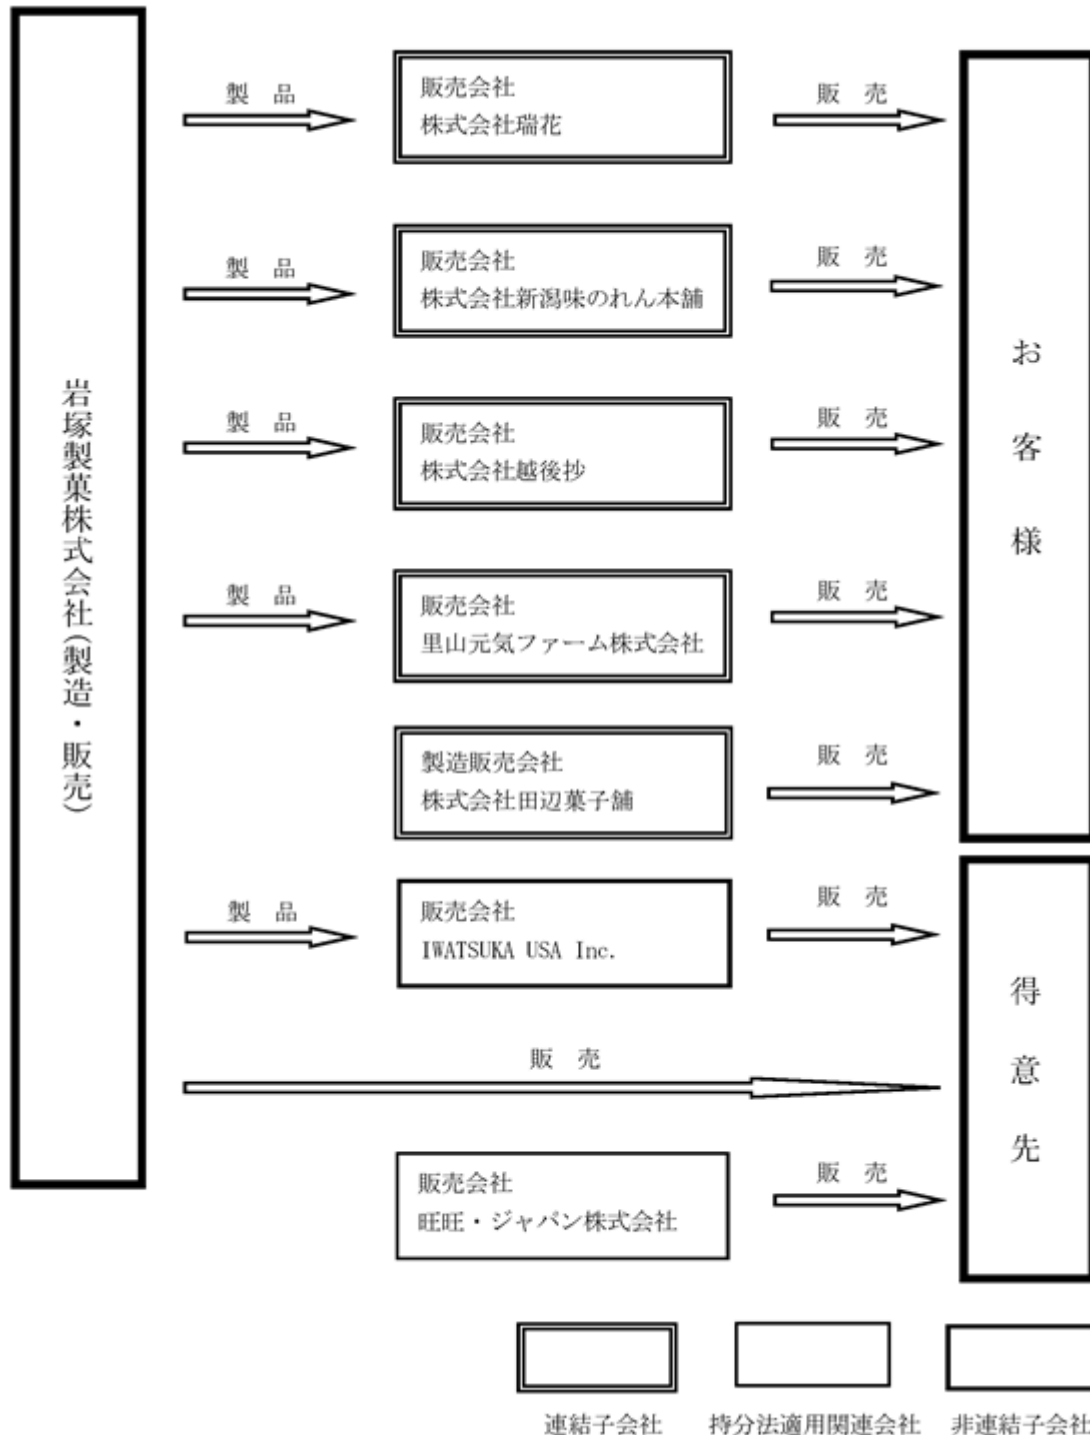 岩塚製菓株式会社(製造・販売)
製 品
販売会社
株式会社瑞花
販 売
製 品
販売会社
株式会社新潟味のれん本舗
販 売
製 品
販売会社
株式会社越後抄
販 売
製 品
販売会社
里山元気ファーム株式会社
販 売
製造販売会社
株式会社田辺菓子舗
販 売
お客様
製 品
販売会社
IWATSUKA USA Inc.
販 売
販 売
販売会社
旺旺・ジャパン株式会社
販 売
得意先
連結子会社
持分法適用関連会社
非連結子会社